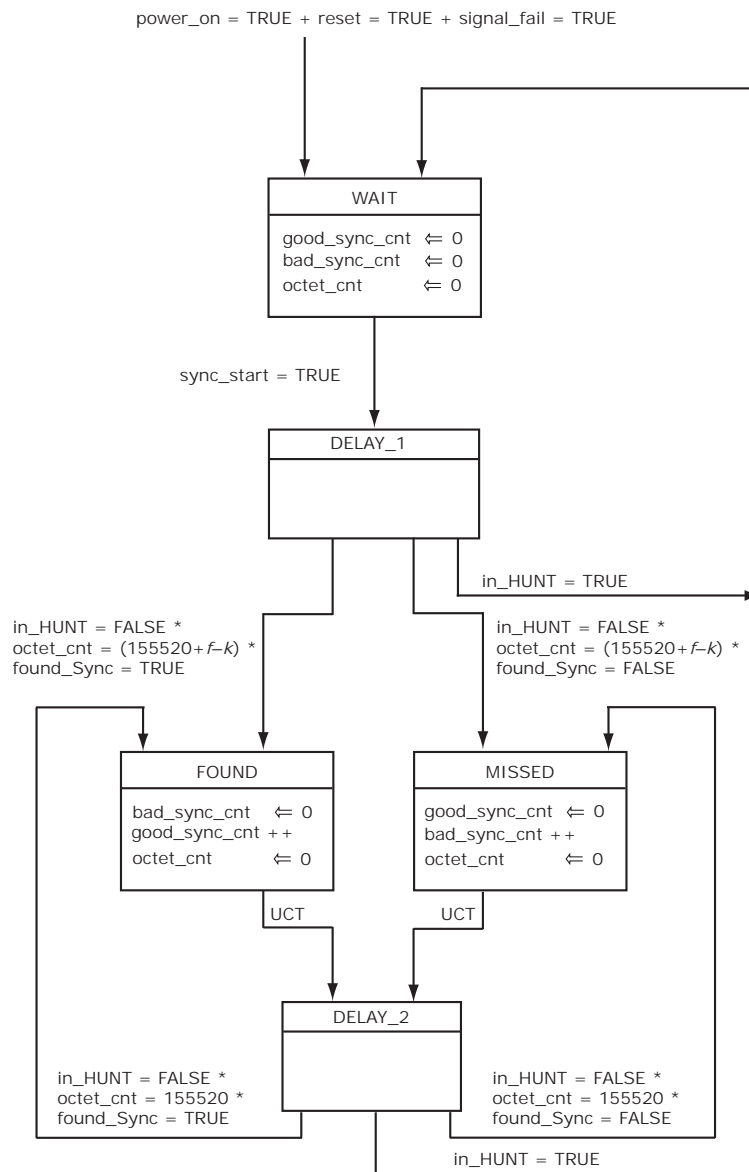 power_on = TRUE + reset = TRUE + signal_fail = TRUE
WAIT
good_sync_cnt ⇐ 0
bad_sync_cnt ⇐ 0
octet_cnt ⇐ 0
sync_start = TRUE
DELAY_1
in_HUNT = TRUE
in_HUNT = FALSE *
octet_cnt = (155520+f–k) *
found_Sync = TRUE
in_HUNT = FALSE *
octet_cnt = (155520+f–k) *
found_Sync = FALSE
FOUND
bad_sync_cnt ⇐ 0
good_sync_cnt ++
octet_cnt ⇐ 0
MISSED
good_sync_cnt ⇐ 0
bad_sync_cnt ++
octet_cnt ⇐ 0
UCT
UCT
DELAY_2
in_HUNT = FALSE *
octet_cnt = 155520 *
found_Sync = TRUE
in_HUNT = FALSE *
octet_cnt = 155520 *
found_Sync = FALSE
in_HUNT = TRUE